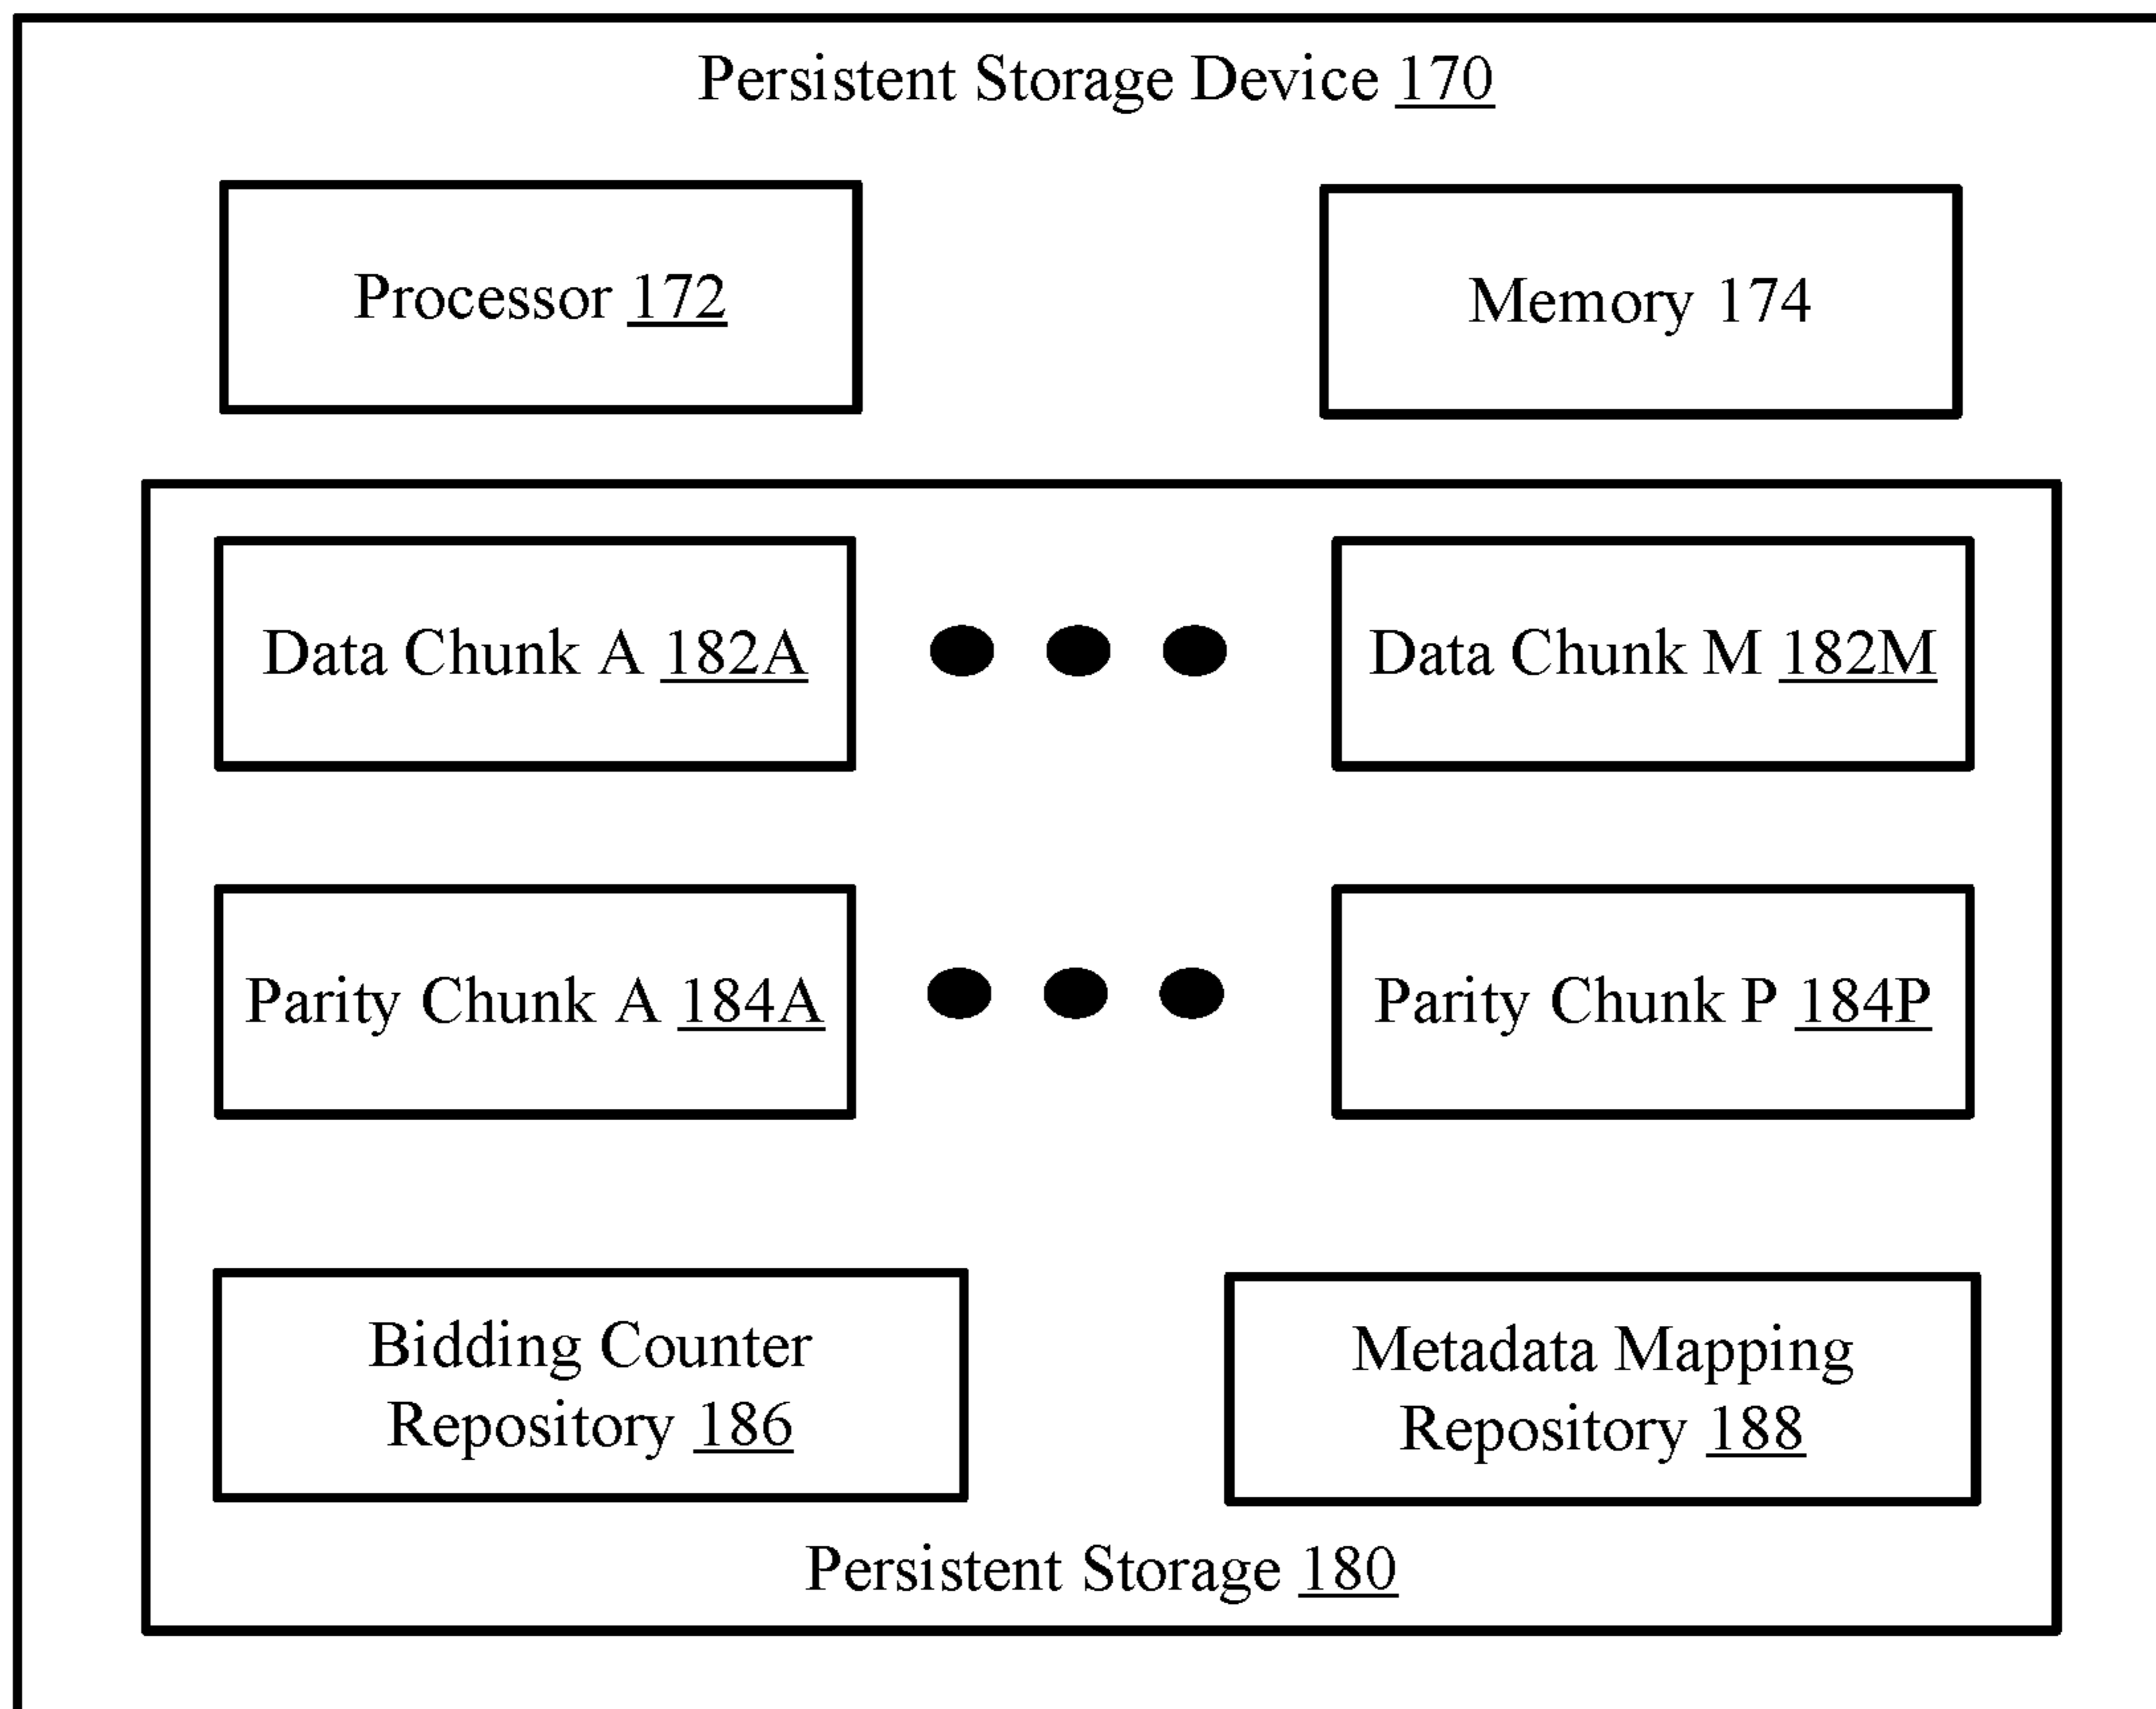 Persistent Storage Device 170
Processor 172
Memory 174
Data Chunk A 182A
Data Chunk M 182M
Parity Chunk A 184A
Parity Chunk P 184P
Bidding Counter
Repository 186
Metadata Mapping
Repository 188
Persistent Storage 180